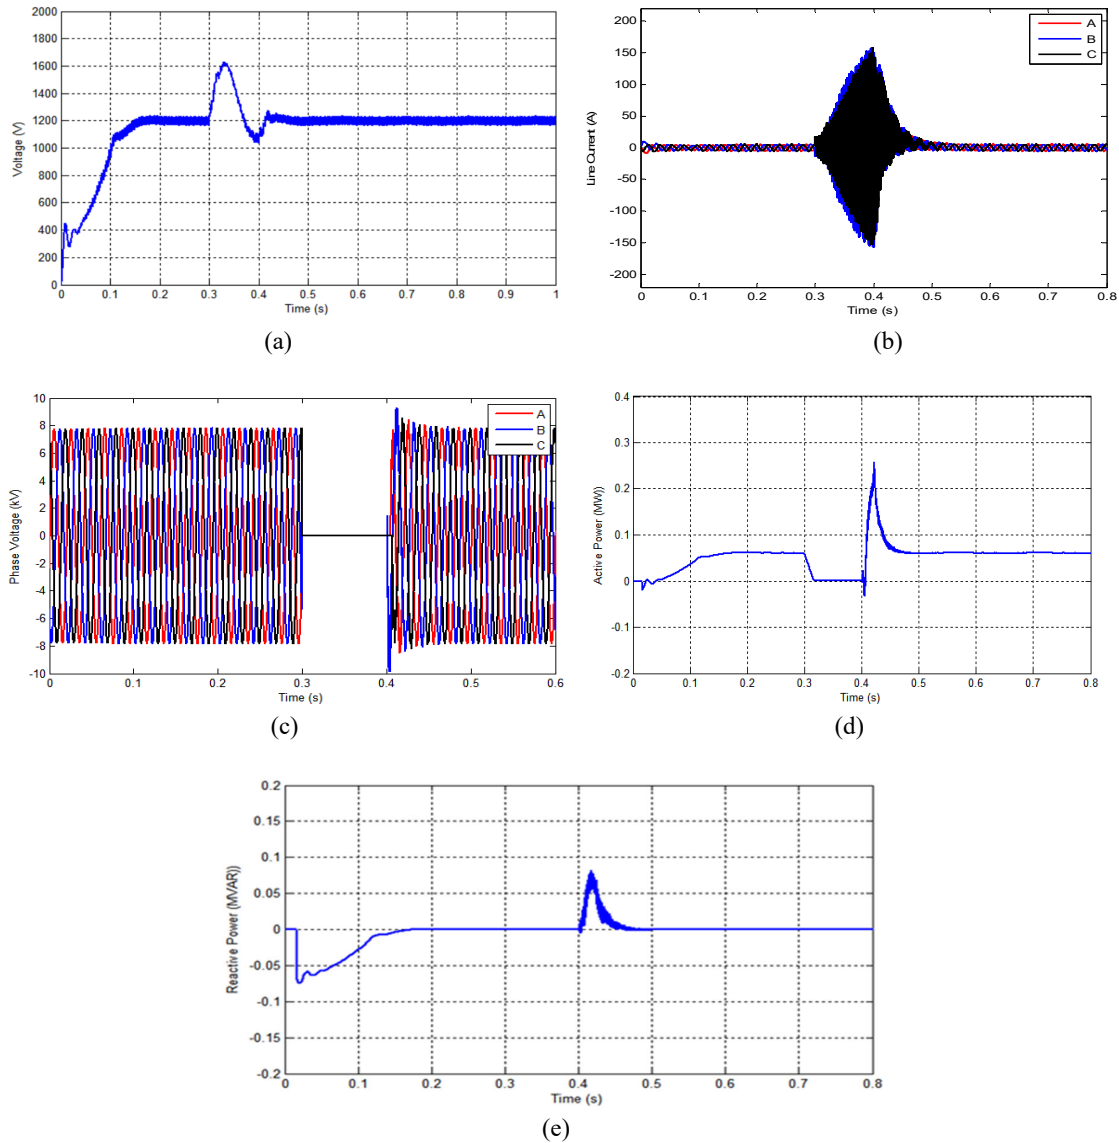 2000
1800
1600
1400
1200
1000
800
600
400
200
0
Voltage (V)
0 0.1 0.2 0.3 0.4 0.5 0.6 0.7 0.8 0.9 1
Time (s)
(a)
200
150
100
50
0
-50
-100
-150
-200
Line Current (A)
A
B
C
0 0.1 0.2 0.3 0.4 0.5 0.6 0.7 0.8
Time (s)
(b)
10
8
6
4
2
0
-2
-4
-6
-8
-10
Phase Voltage (kV)
A
B
C
0 0.1 0.2 0.3 0.4 0.5 0.6
Time (s)
(c)
0.4
0.3
0.2
0.1
0
-0.1
-0.2
Active Power (MW))
0 0.1 0.2 0.3 0.4 0.5 0.6 0.7 0.8
Time (s)
(d)
0.2
0.15
0.1
0.05
0
-0.05
-0.1
-0.15
-0.2
Reactive Power (MVAR))
0 0.1 0.2 0.3 0.4 0.5 0.6 0.7 0.8
Time (s)
(e)